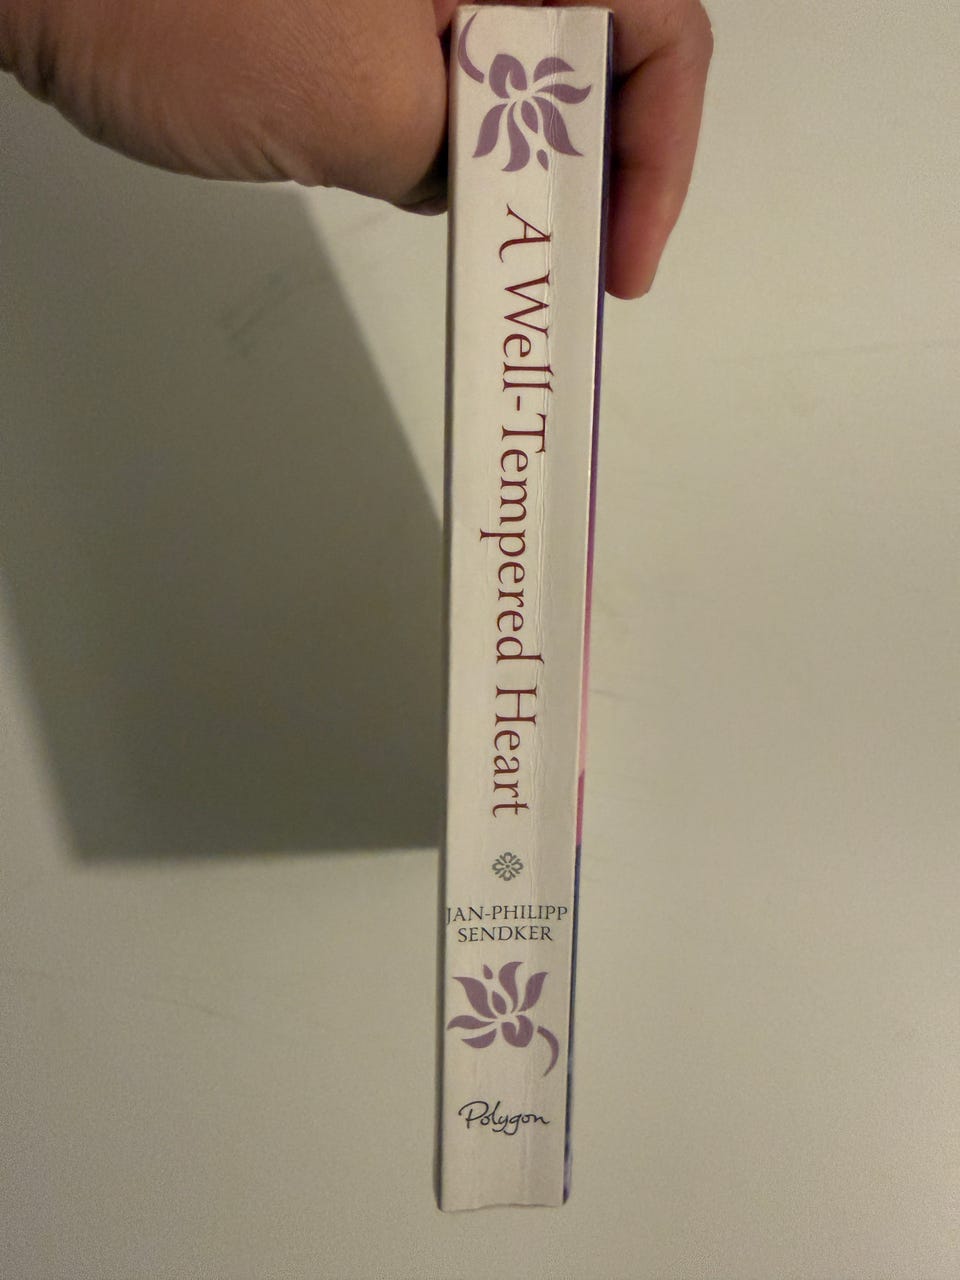 A Well-Tempered Heart
JAN-PHILIPP
SENDKER
Polygon